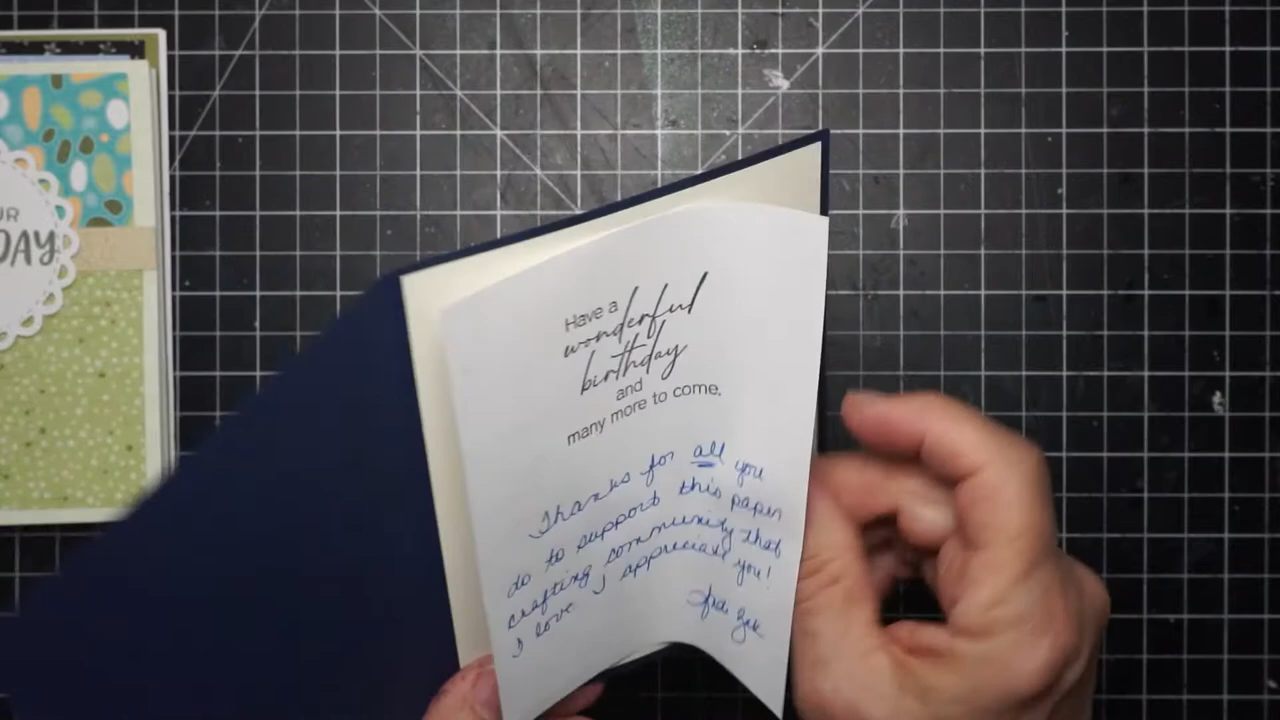 UR
DAY
Have a
wonderful
birthday
and
many more to come.
Thanks for all you
do to support this paper
crafting community that
I love I appreciate you!